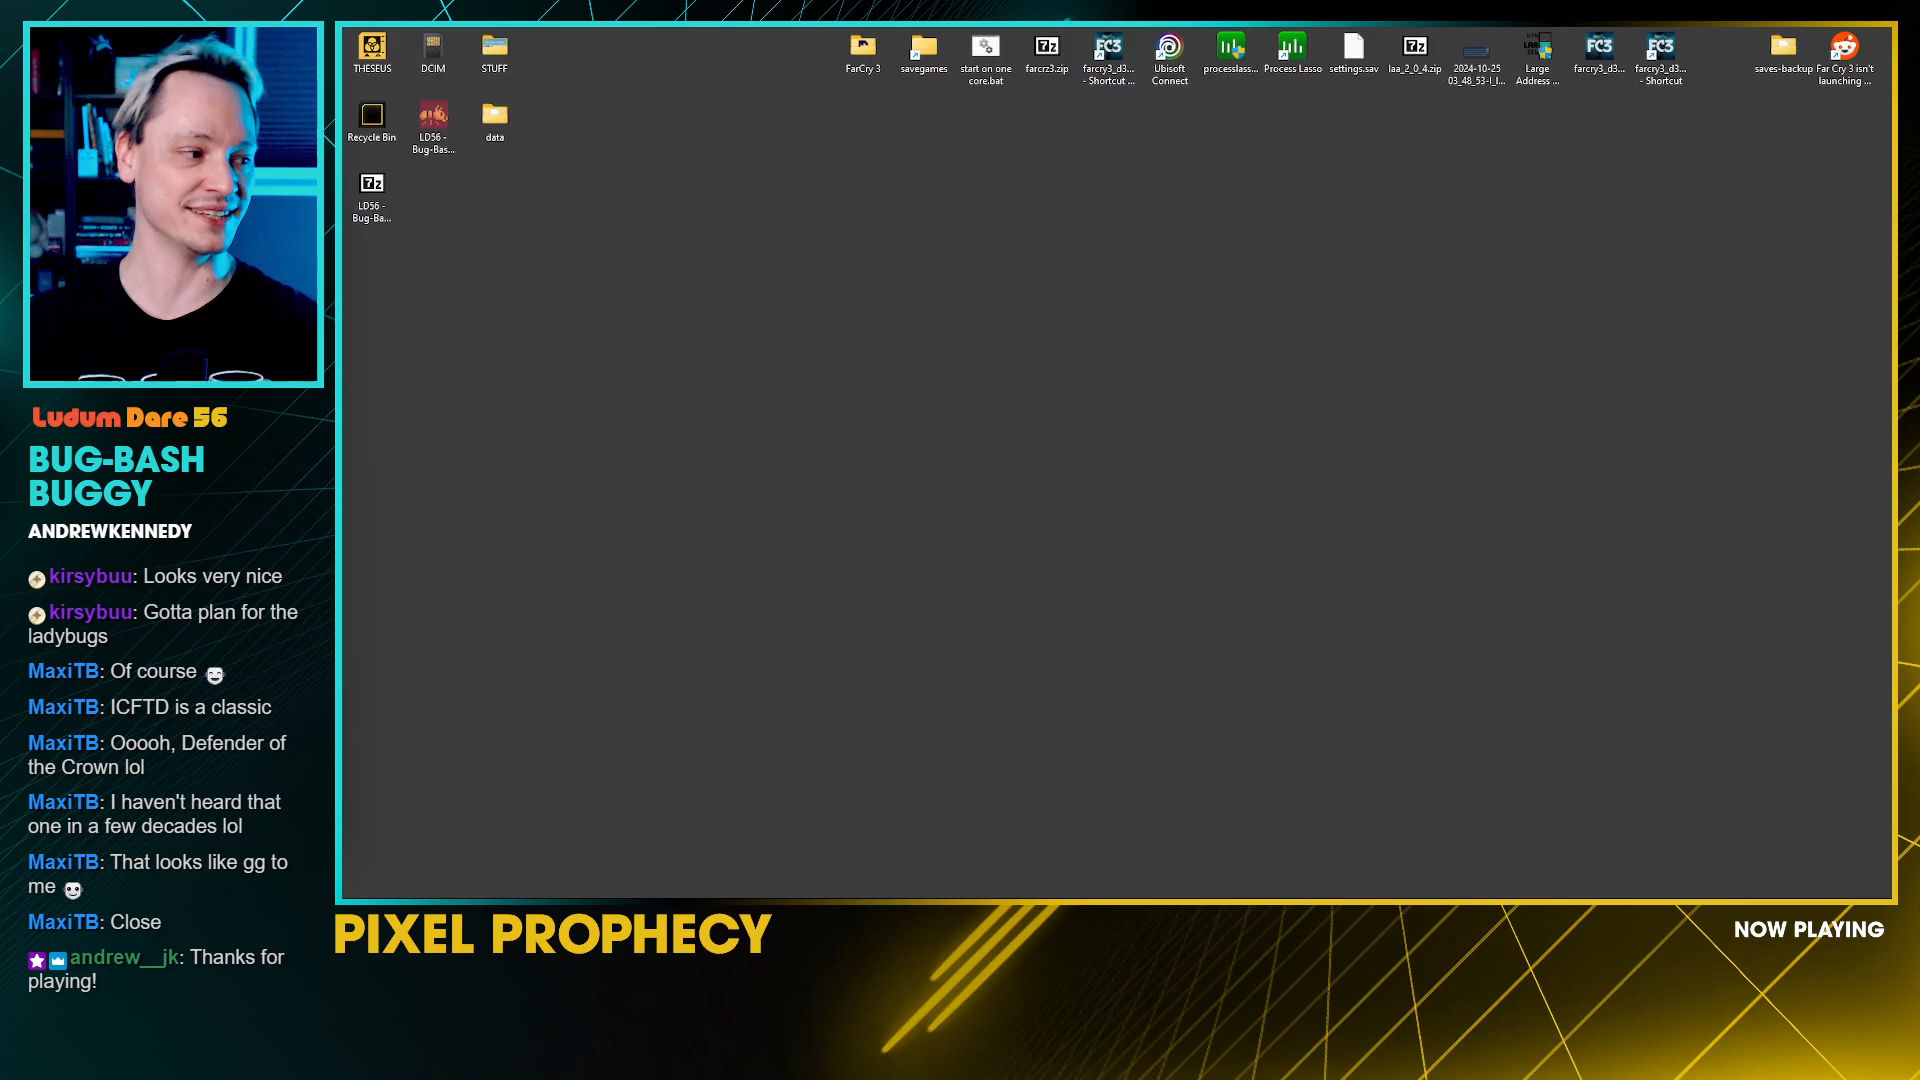 THESEUS
DCIM
STUFF
FarCry 3
savegames
start on one
core.bat
farcrz3.zip
farcry3_d3...
- Shortcut ...
Ubisoft
Connect
processlass...
Process Lasso
settings.sav
laa_2_0_4.zip
2024-10-25
Large
Address ...
farcry3_d3...
farcry3_d3...
- Shortcut
saves-backup
Far Cry 3 isn't
launching ...
Recycle Bin
LD56 -
Bug-Bas...
data
LD56 -
Bug-Ba...
Ludum Dare 56
BUG-BASH
BUGGY
ANDREWKENNEDY
kirsybuu: Looks very nice
kirsybuu: Gotta plan for the
ladybugs
MaxiTB: Of course
MaxiTB: ICFTD is a classic
MaxiTB: Ooooh, Defender of
the Crown lol
MaxiTB: I haven't heard that
one in a few decades lol
MaxiTB: That looks like gg to
me
MaxiTB: Close
andrew__jk: Thanks for
playing!
PIXEL PROPHECY
NOW PLAYING